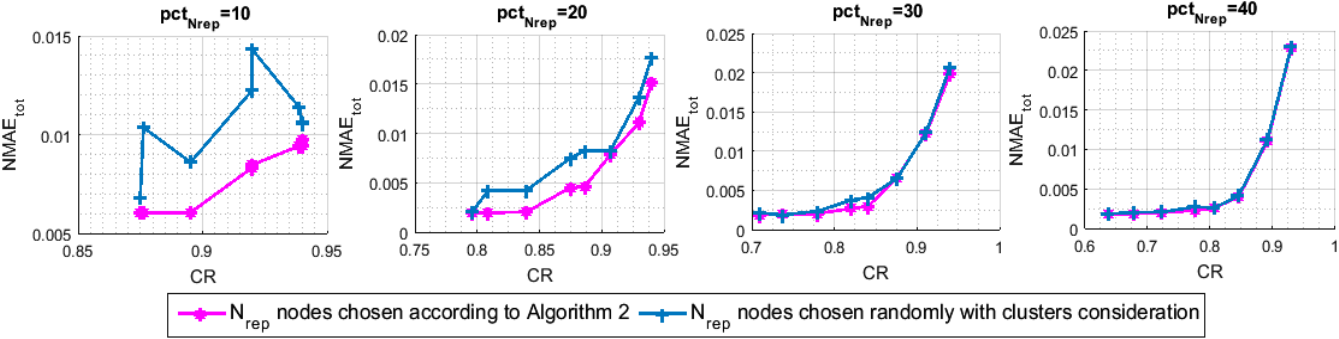 pct_Nrep=10
0.015
0.01
0.005
NMAE_tot
0.85
0.9
0.95
CR
pct_Nrep=20
0.02
0.015
0.01
0.005
0
NMAE_tot
0.75
0.8
0.85
0.9
0.95
CR
pct_Nrep=30
0.025
0.02
0.015
0.01
0.005
0
NMAE_tot
0.7
0.8
0.9
1
CR
pct_Nrep=40
0.025
0.02
0.015
0.01
0.005
0
NMAE_tot
0.6
0.7
0.8
0.9
1
CR
N_rep nodes chosen according to Algorithm 2
N_rep nodes chosen randomly with clusters consideration